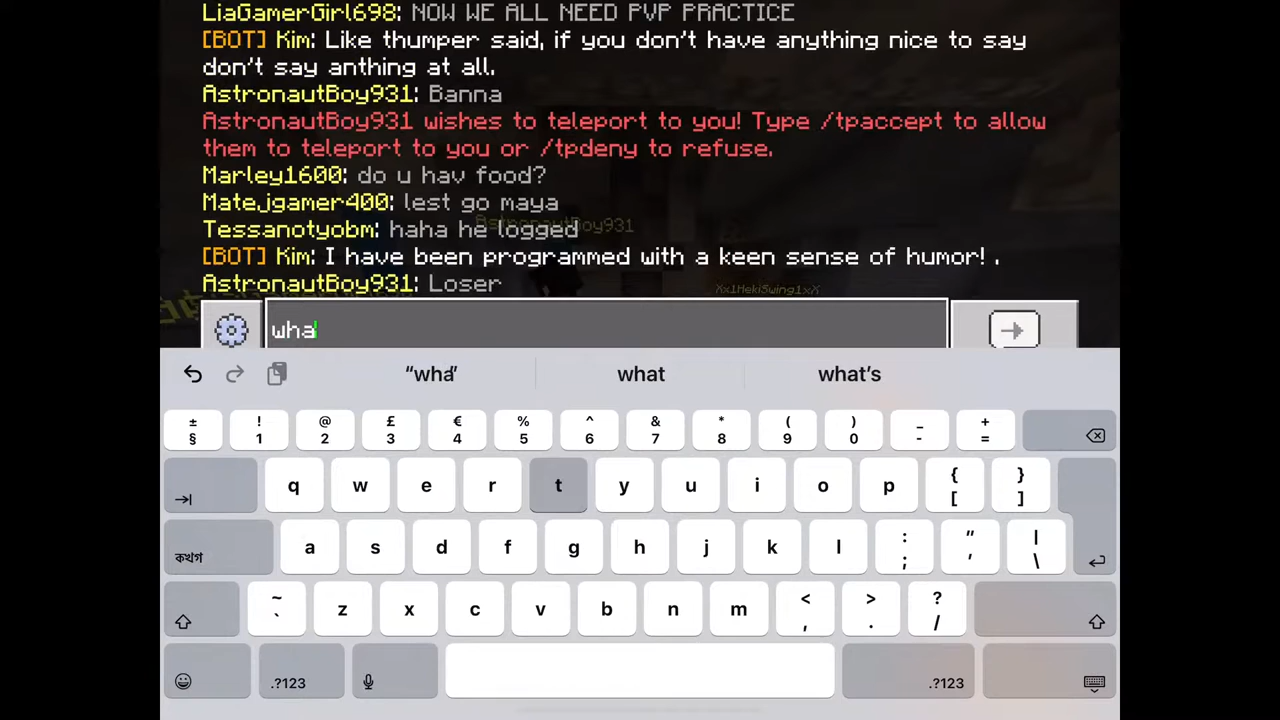 LiaGamerGirl698: NOW WE ALL NEED PVP PRACTICE
[BOT] Kim: Like thumper said, if you don't have anything nice to say
don't say anthing at all.
AstronautBoy931: Banna
AstronautBoy931 wishes to teleport to you! Type /tpaccept to allow
them to teleport to you or /tpdeny to refuse.
Marley1600: do u hav food?
Matejgamer400: lest go maya
AstronautBoy931
Tessanotyobm: haha he logged
[BOT] Kim: I have been programmed with a keen sense of humor! .
AstronautBoy931: Loser
wha
“wha” what what's
± ! @ £ € % ^ & * ( ) _ +
§ 1 2 3 4 5 6 7 8 9 0 - =
q w e r t y u i o p { }
[ ]
a s d f g h j k l : " |
; ' \
কখগ
~ z x c v b n m < > ?
` , . /
.?123 .?123